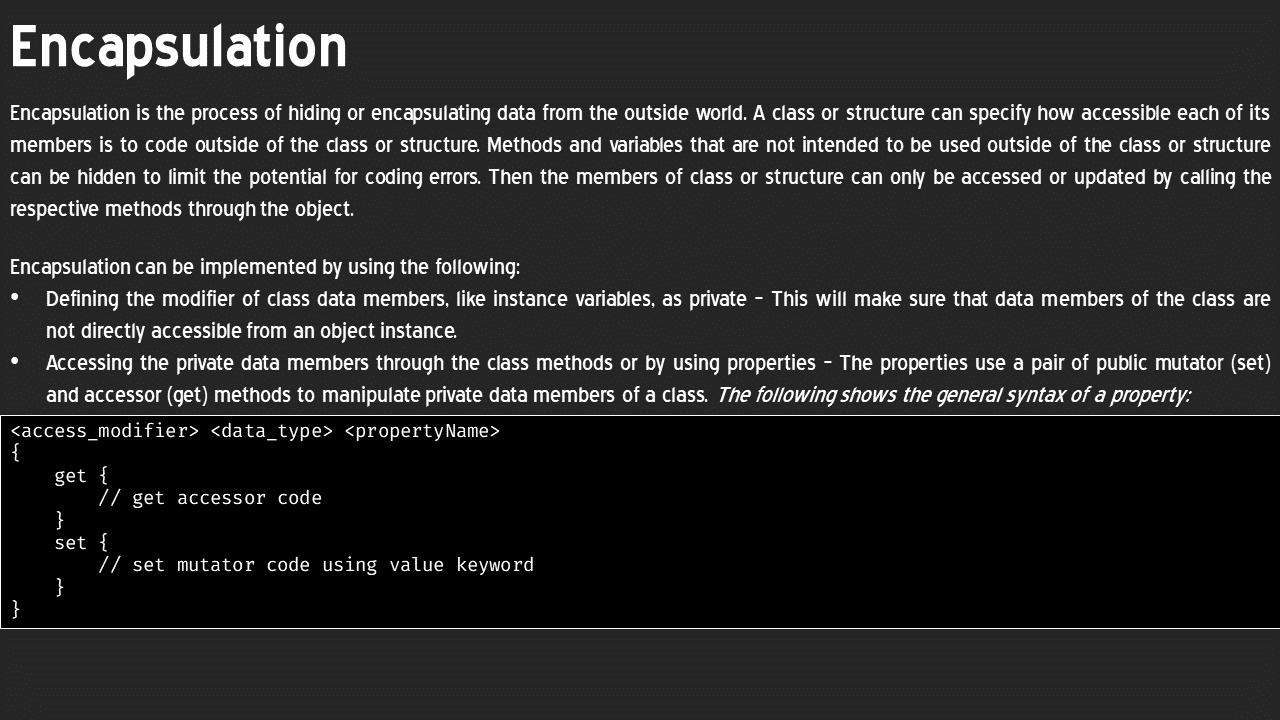 Encapsulation
Encapsulation is the process of hiding or encapsulating data from the outside world. A class or structure can specify how accessible each of its
members is to code outside of the class or structure. Methods and variables that are not intended to be used outside of the class or structure
can be hidden to limit the potential for coding errors. Then the members of class or structure can only be accessed or updated by calling the
respective methods through the object.
Encapsulation can be implemented by using the following:
• Defining the modifier of class data members, like instance variables, as private – This will make sure that data members of the class are
not directly accessible from an object instance.
• Accessing the private data members through the class methods or by using properties – The properties use a pair of public mutator (set)
and accessor (get) methods to manipulate private data members of a class. The following shows the general syntax of a property:
<access_modifier> <data_type> <propertyName>
{
    get {
        // get accessor code
    }
    set {
        // set mutator code using value keyword
    }
}